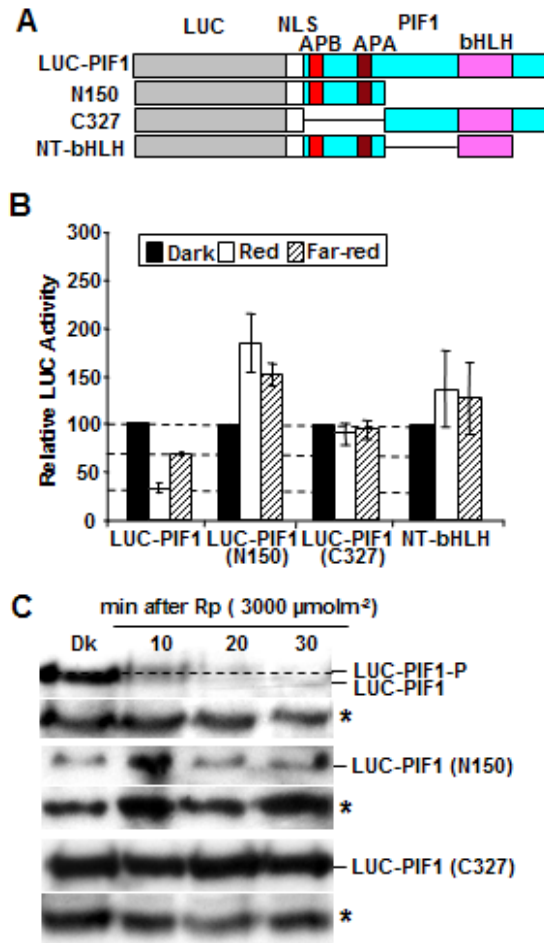 A
LUC NLS PIF1
APB APA bHLH
LUC-PIF1
N150
C327
NT-bHLH
B
300
250
200
150
100
50
0
Relative LUC Activity
Dark Red Far-red
LUC-PIF1 LUC-PIF1 LUC-PIF1 NT-bHLH
(N150) (C327)
C
min after Rp ( 3000 µmolm-²)
Dk 10 20 30
LUC-PIF1-P
LUC-PIF1
*
LUC-PIF1 (N150)
*
LUC-PIF1 (C327)
*